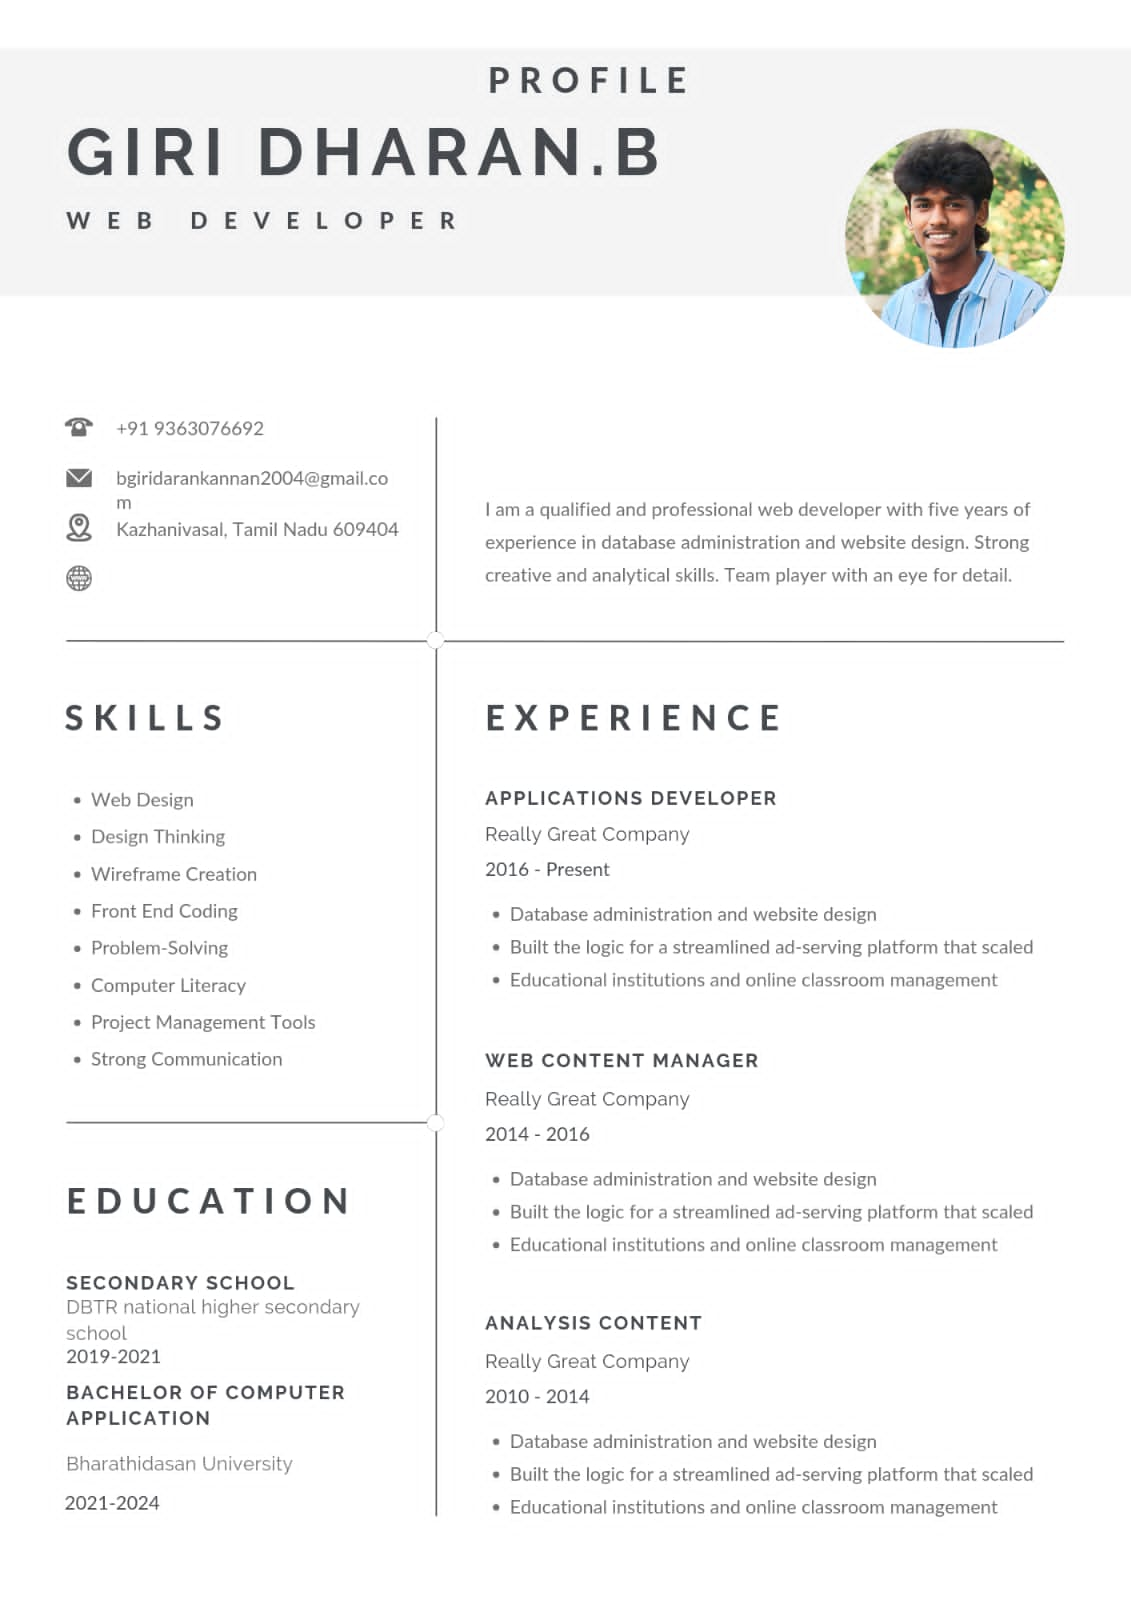 PROFILE
GIRI DHARAN.B
WEB DEVELOPER
+91 9363076692
bgiridarankannan2004@gmail.co
m
Kazhanivasal, Tamil Nadu 609404
I am a qualified and professional web developer with five years of
experience in database administration and website design. Strong
creative and analytical skills. Team player with an eye for detail.
SKILLS
• Web Design
• Design Thinking
• Wireframe Creation
• Front End Coding
• Problem-Solving
• Computer Literacy
• Project Management Tools
• Strong Communication
EDUCATION
SECONDARY SCHOOL
DBTR national higher secondary
school
2019-2021
BACHELOR OF COMPUTER
APPLICATION
Bharathidasan University
2021-2024
EXPERIENCE
APPLICATIONS DEVELOPER
Really Great Company
2016 - Present
• Database administration and website design
• Built the logic for a streamlined ad-serving platform that scaled
• Educational institutions and online classroom management
WEB CONTENT MANAGER
Really Great Company
2014 - 2016
• Database administration and website design
• Built the logic for a streamlined ad-serving platform that scaled
• Educational institutions and online classroom management
ANALYSIS CONTENT
Really Great Company
2010 - 2014
• Database administration and website design
• Built the logic for a streamlined ad-serving platform that scaled
• Educational institutions and online classroom management